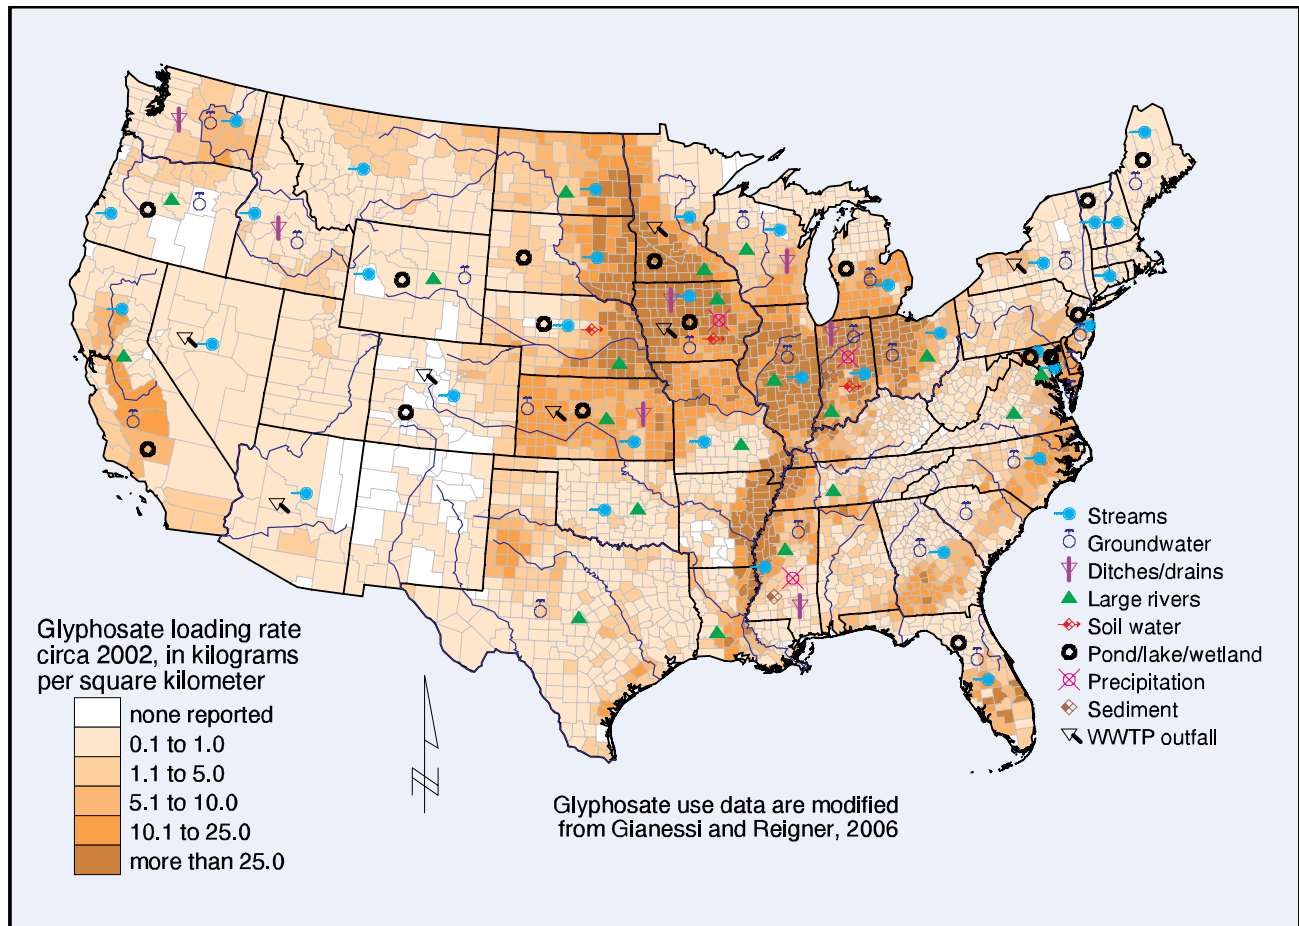 Streams
Groundwater
Ditches/drains
Large rivers
Soil water
Pond/lake/wetland
Precipitation
Sediment
WWTP outfall
Glyphosate loading rate
circa 2002, in kilograms
per square kilometer
none reported
0.1 to 1.0
1.1 to 5.0
5.1 to 10.0
10.1 to 25.0
more than 25.0
N
Glyphosate use data are modified
from Gianessi and Reigner, 2006